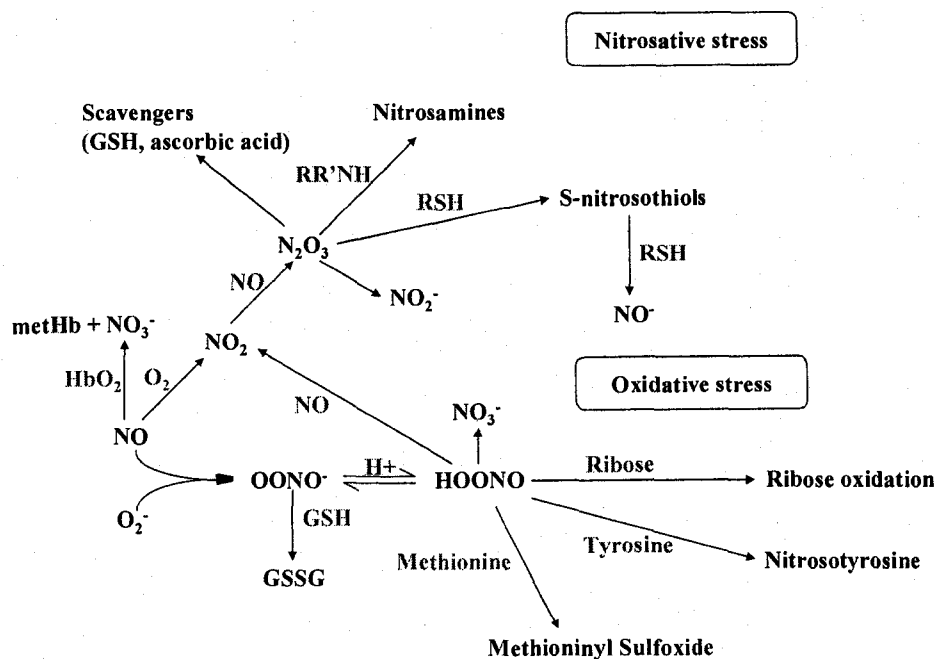 Nitrosative stress
Scavengers
(GSH, ascorbic acid)
Nitrosamines
RR'NH
RSH
S-nitrosothiols
N₂O₃
RSH
NO
NO₂⁻
NO⁻
metHb + NO₃⁻
NO₂
HbO₂
O₂
Oxidative stress
NO
NO₃⁻
NO
OONO⁻
H+
HOONO
Ribose
Ribose oxidation
O₂⁻
GSH
Methionine
Tyrosine
Nitrosotyrosine
GSSG
Methioninyl Sulfoxide